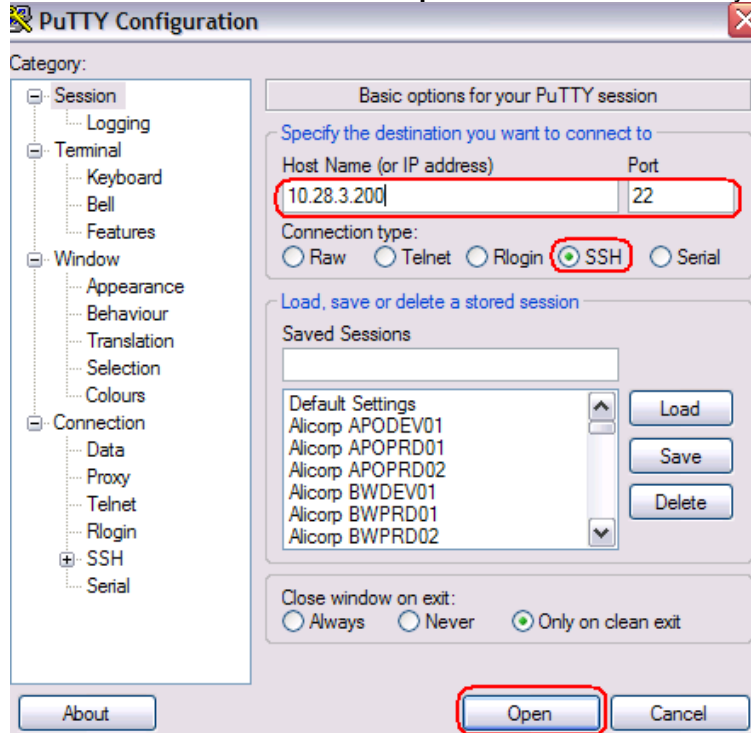 PuTTY Configuration
Category:
Session
Logging
Terminal
Keyboard
Bell
Features
Window
Appearance
Behaviour
Translation
Selection
Colours
Connection
Data
Proxy
Telnet
Rlogin
SSH
Serial
Basic options for your PuTTY session
Specify the destination you want to connect to
Host Name (or IP address) Port
10.28.3.200 22
Connection type:
Raw Telnet Rlogin SSH Serial
Load, save or delete a stored session
Saved Sessions
Default Settings
Alicorp APODEV01
Alicorp APOPRD01
Alicorp APOPRD02
Alicorp BWDEV01
Alicorp BWPRD01
Alicorp BWPRD02
Load
Save
Delete
Close window on exit:
Always Never Only on clean exit
About Open Cancel